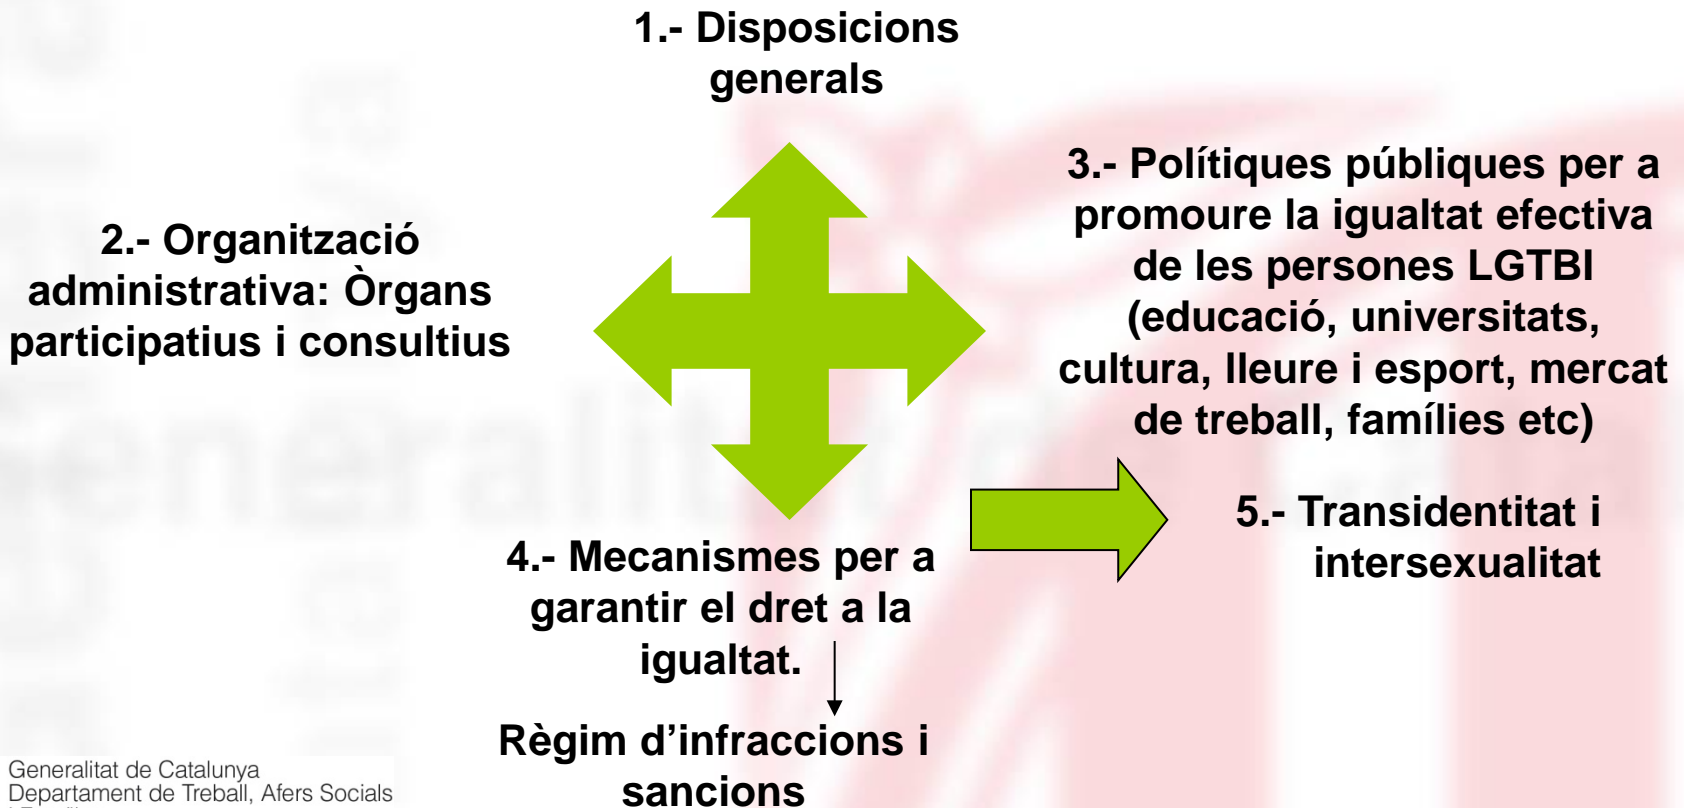 1.- Disposicions
generals
2.- Organització
administrativa: Òrgans
participatius i consultius
3.- Polítiques públiques per a
promoure la igualtat efectiva
de les persones LGTBI
(educació, universitats,
cultura, lleure i esport, mercat
de treball, famílies etc)
4.- Mecanismes per a
garantir el dret a la
igualtat.
5.- Transidentitat i
intersexualitat
Règim d’infraccions i
sancions
Generalitat de Catalunya
Departament de Treball, Afers Socials